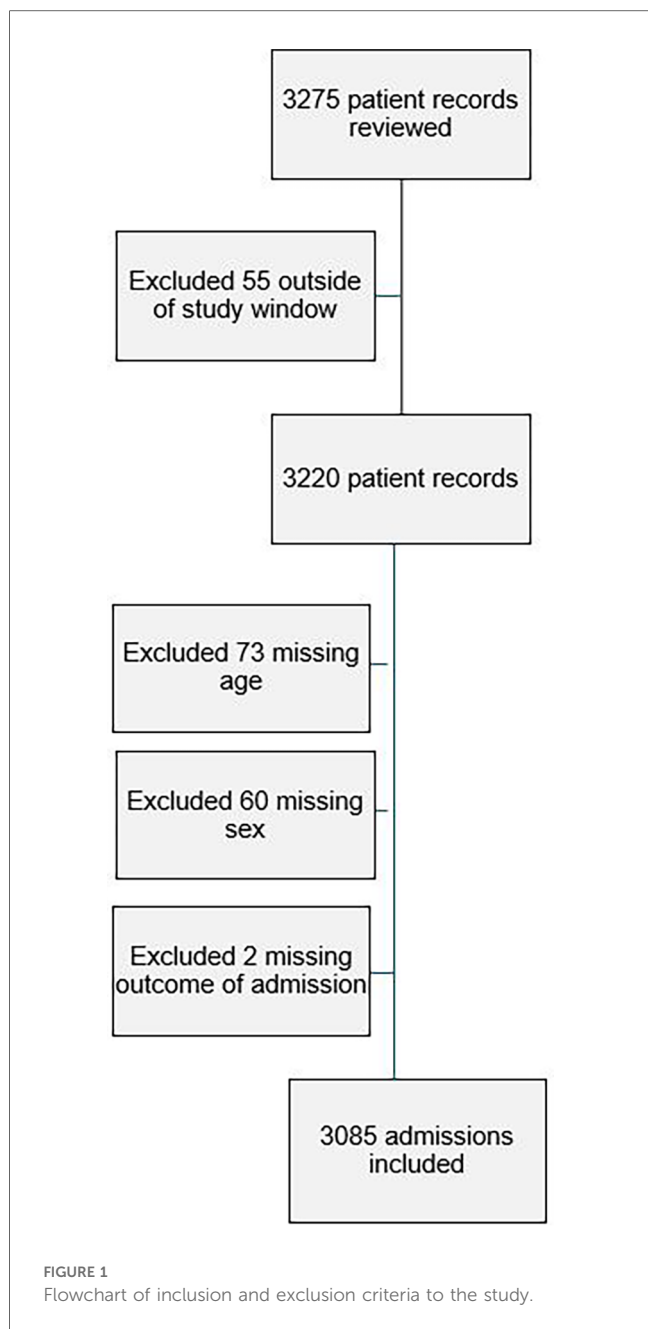 3275 patient records
reviewed
Excluded 55 outside
of study window
3220 patient records
Excluded 73 missing
age
Excluded 60 missing
sex
Excluded 2 missing
outcome of admission
3085 admissions
included
FIGURE 1
Flowchart of inclusion and exclusion criteria to the study.